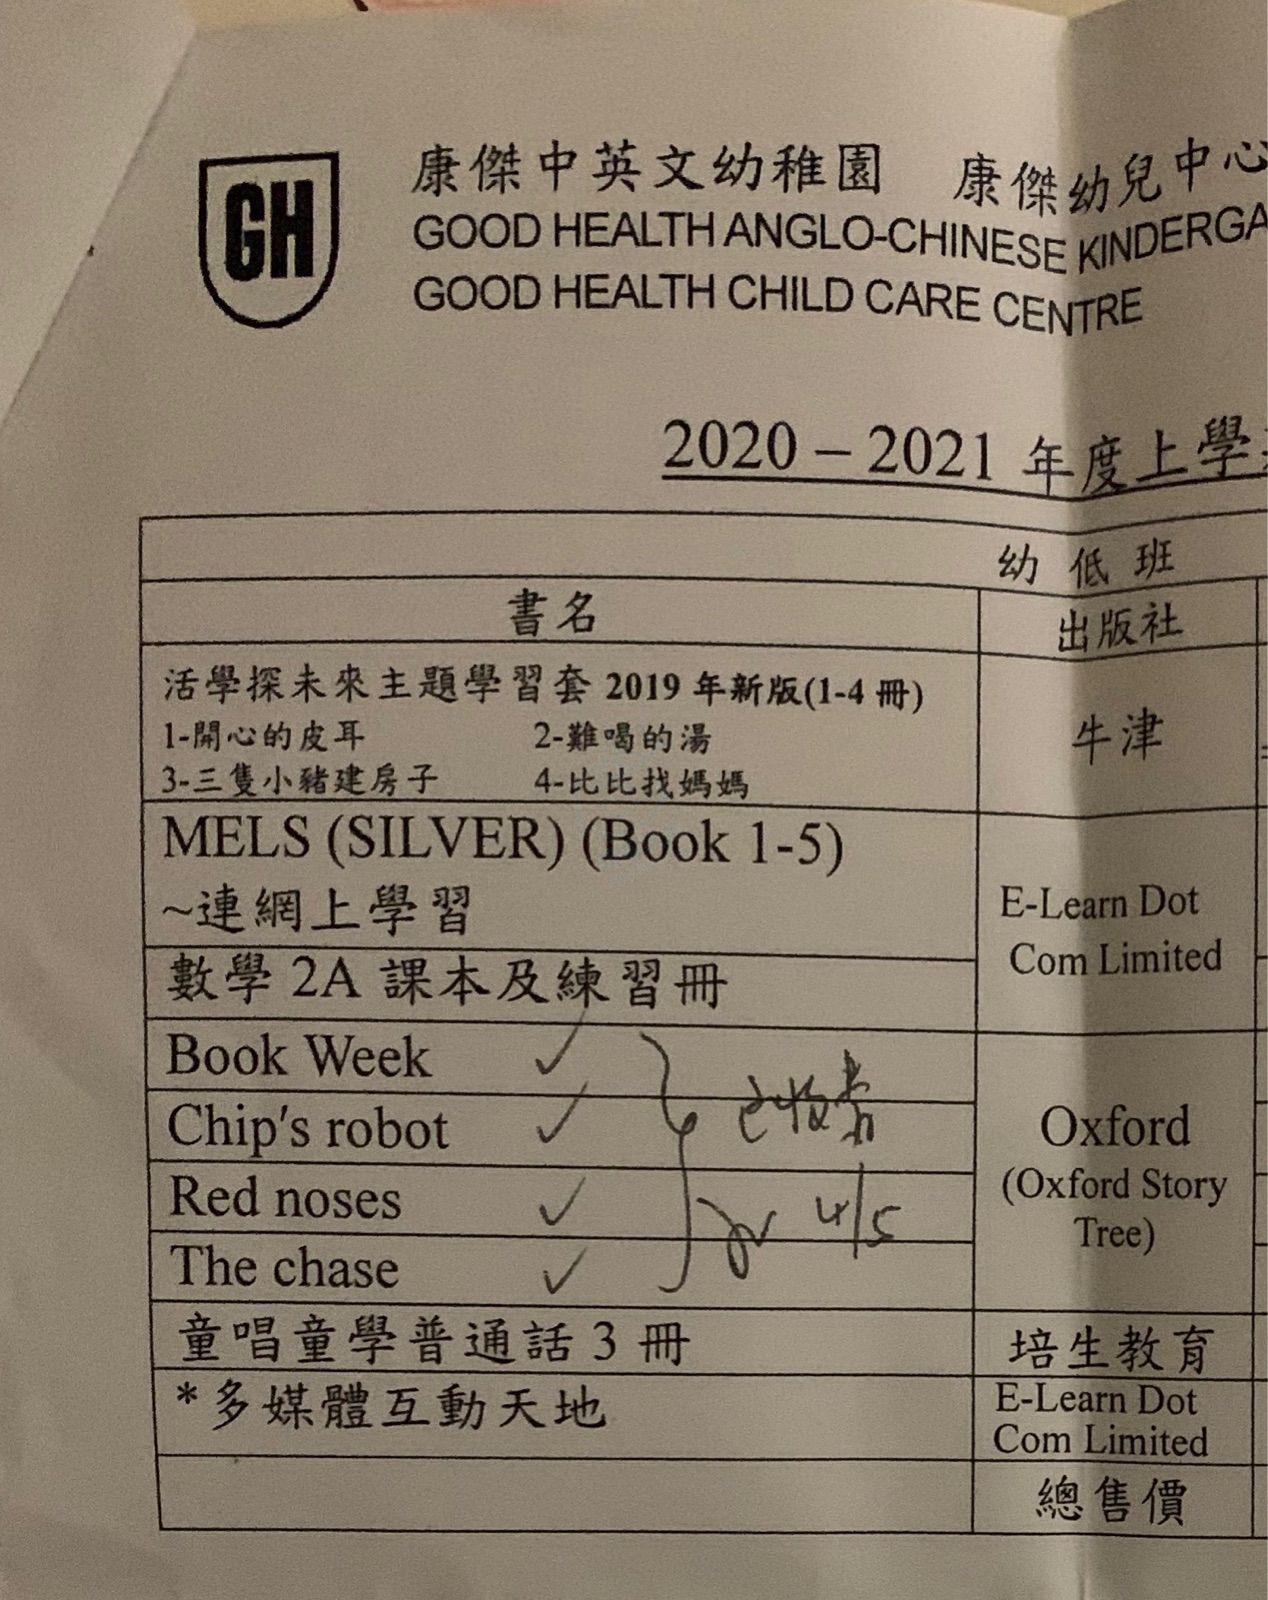 GH
康傑中英文幼稚園 康傑幼兒中心
GOOD HEALTH ANGLO-CHINESE KINDERGA
GOOD HEALTH CHILD CARE CENTRE
2020 – 2021 年度上學
幼低班
書名 出版社
活學探未來主題學習套 2019 年新版(1-4 冊)
1-開心的皮耳 2-難喝的湯
3-三隻小豬建房子 4-比比找媽媽
牛津
MELS (SILVER) (Book 1-5)
~連網上學習
數學 2A 課本及練習冊
E-Learn Dot
Com Limited
Book Week ✓
Chip's robot ✓
Red noses ✓
The chase ✓
已收書
4/5
Oxford
(Oxford Story
Tree)
童唱童學普通話 3 冊 培生教育
*多媒體互動天地
E-Learn Dot
Com Limited
總售價